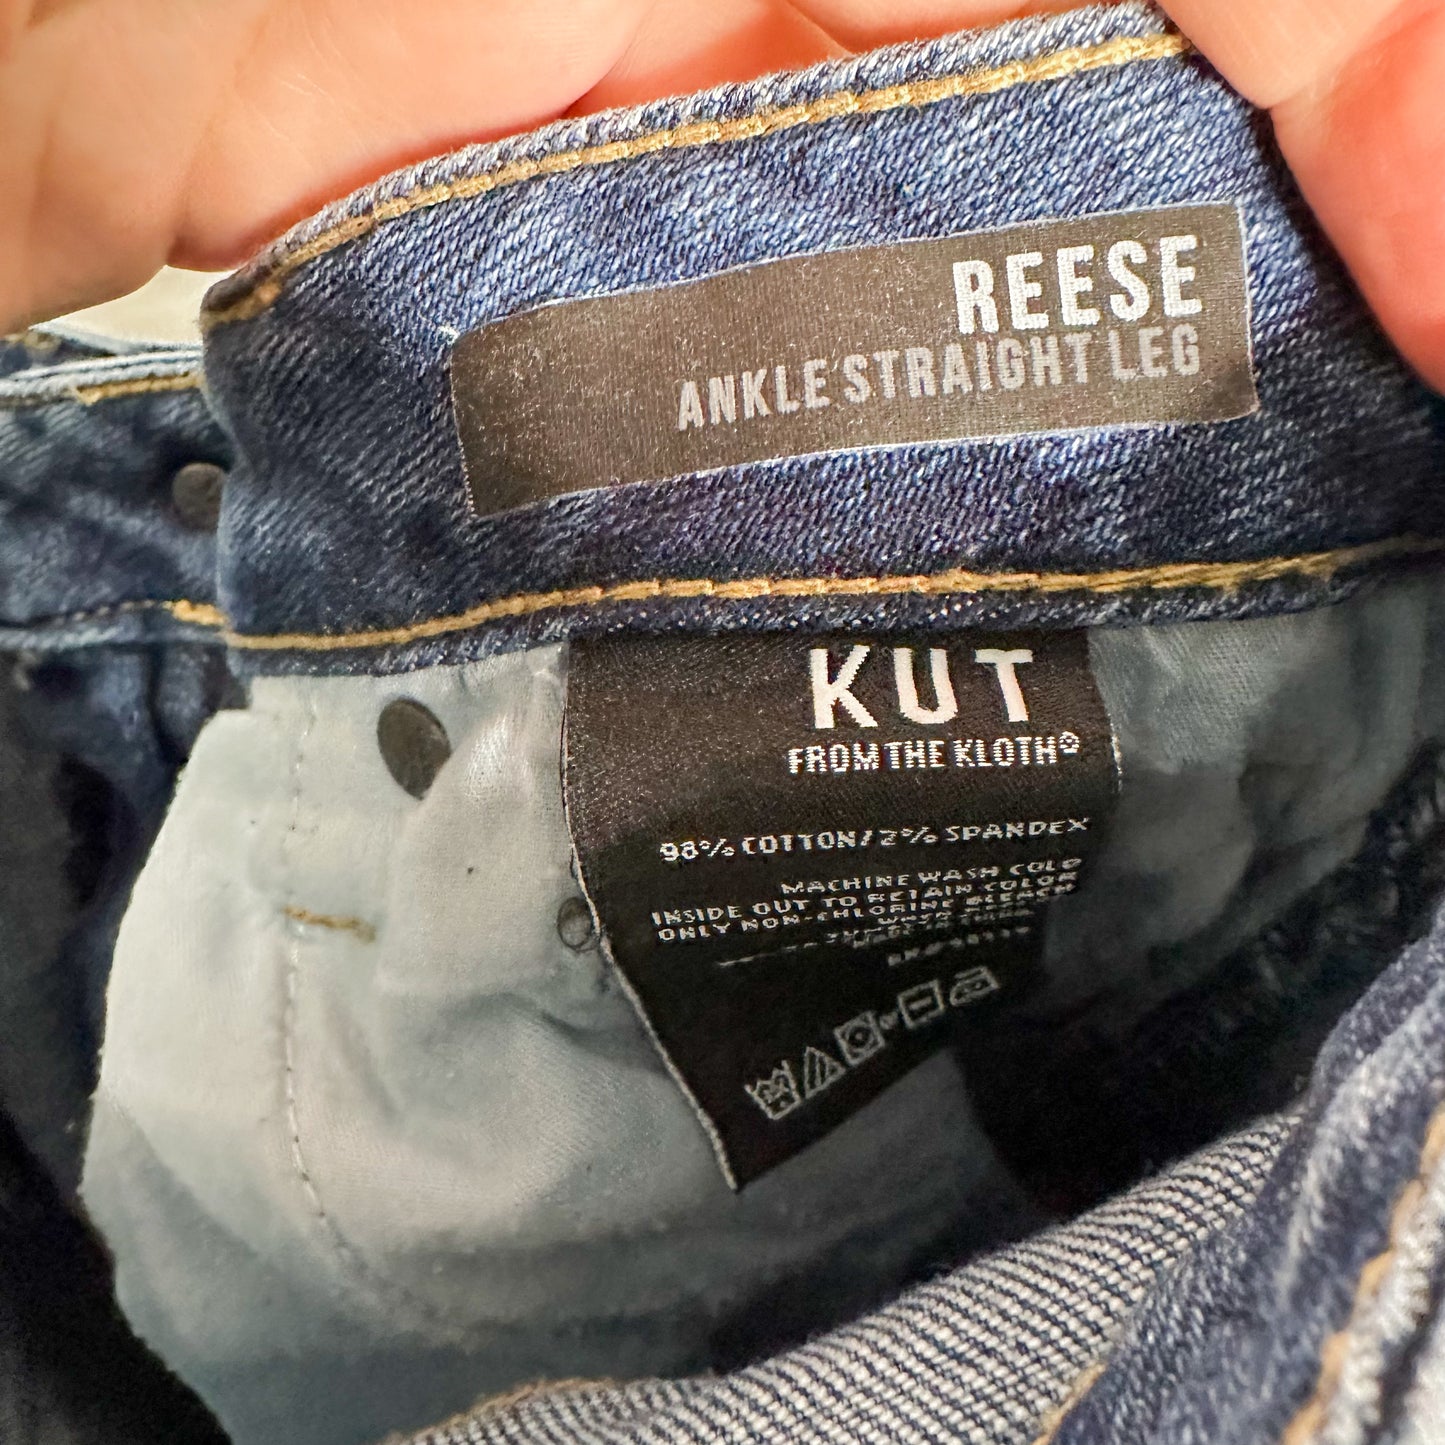 REESE
ANKLE STRAIGHT LEG
KUT
FROM THE KLOTH®
98% COTTON/2% SPANDEX
MACHINE WASH COLD
INSIDE OUT TO RETAIN COLOR
ONLY NON-CHLORINE BLEACH